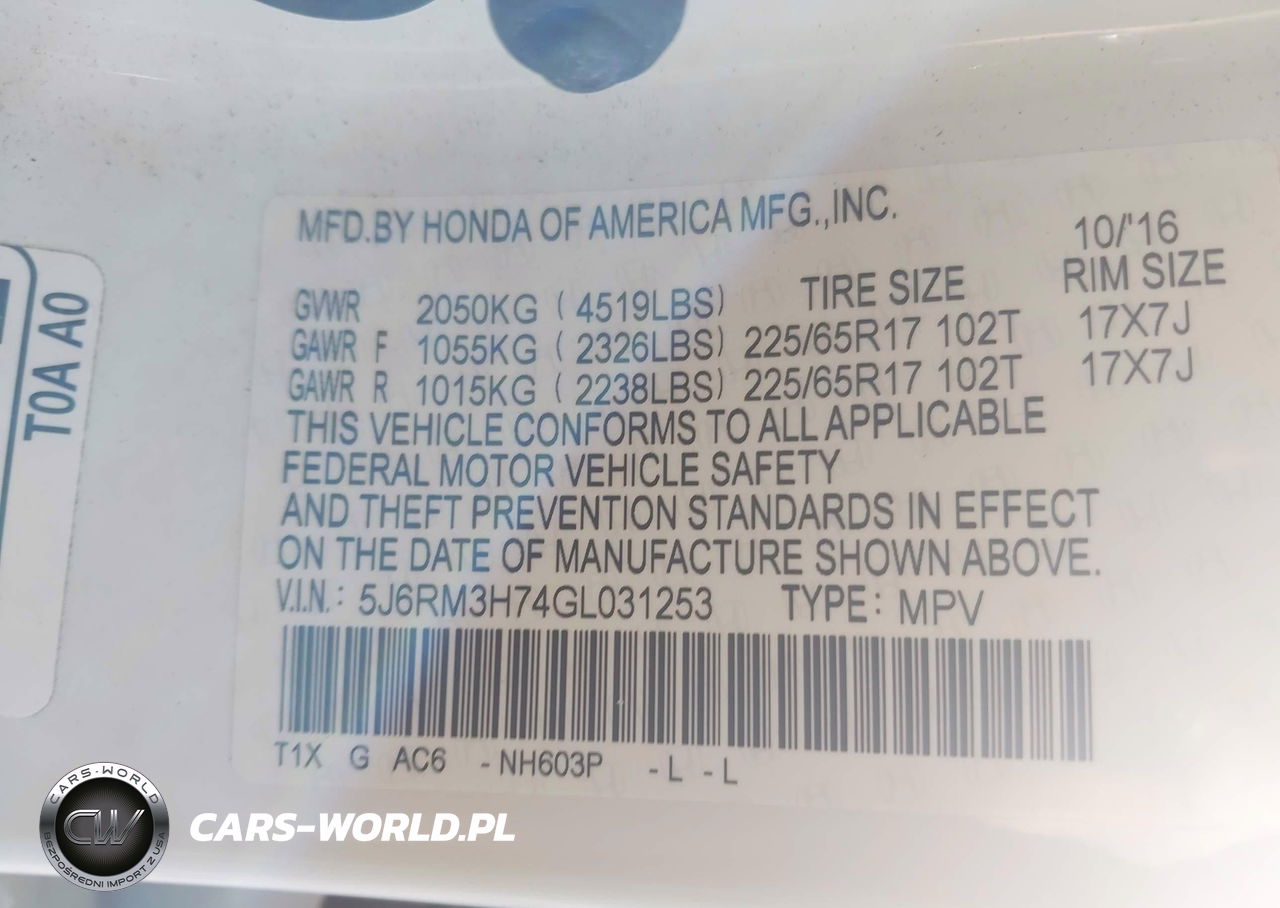 MFD.BY HONDA OF AMERICA MFG.,INC.
10/'16
GVWR 2050KG ( 4519LBS) TIRE SIZE RIM SIZE
GAWR F 1055KG ( 2326LBS) 225/65R17 102T 17X7J
GAWR R 1015KG ( 2238LBS) 225/65R17 102T 17X7J
THIS VEHICLE CONFORMS TO ALL APPLICABLE
FEDERAL MOTOR VEHICLE SAFETY
AND THEFT PREVENTION STANDARDS IN EFFECT
ON THE DATE OF MANUFACTURE SHOWN ABOVE.
V.I.N.: 5J6RM3H74GL031253 TYPE: MPV
T1X G AC6 -NH603P -L -L
T0A A0
CARS-WORLD
CW
BEZPOŚREDNI IMPORT Z USA
CARS-WORLD.PL